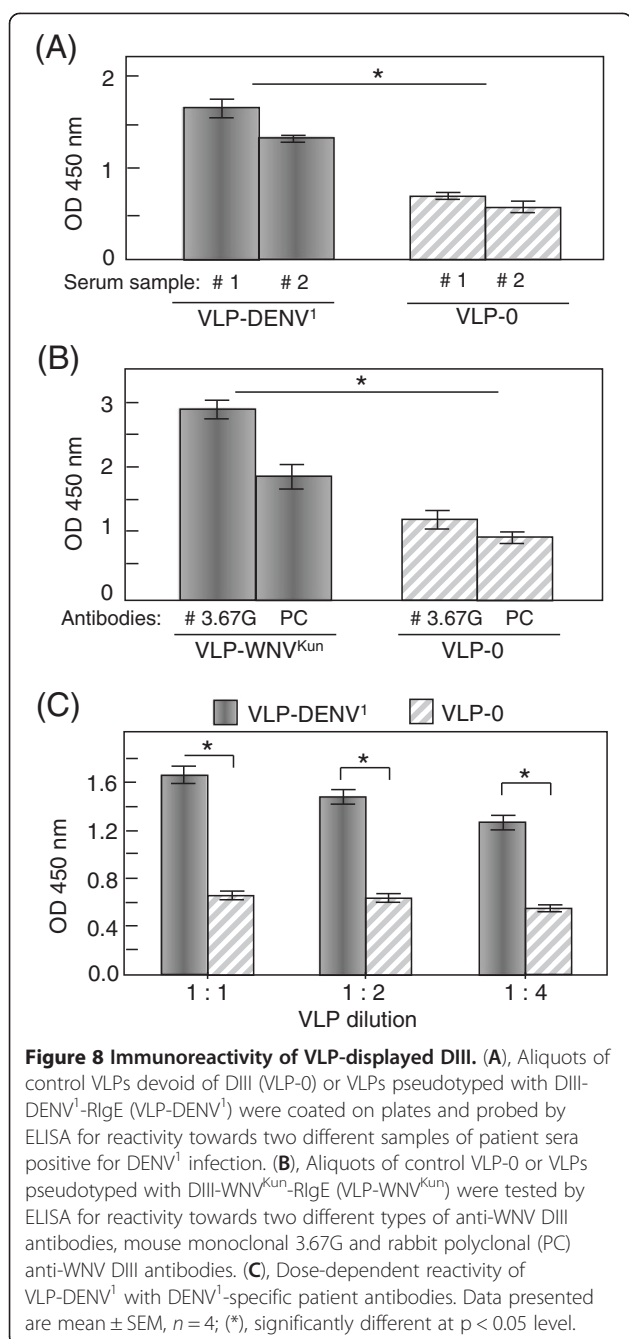 (A)
*
2
1
0
OD 450 nm
Serum sample: # 1 # 2 # 1 # 2
VLP-DENV¹ VLP-0
(B)
*
3
2
1
0
OD 450 nm
Antibodies: # 3.67G PC # 3.67G PC
VLP-WNVᴷᵘⁿ VLP-0
(C)
VLP-DENV¹ VLP-0
* * *
1.6
1.2
0.8
0.4
0.0
OD 450 nm
1 : 1 1 : 2 1 : 4
VLP dilution
Figure 8 Immunoreactivity of VLP-displayed DIII. (A), Aliquots of
control VLPs devoid of DIII (VLP-0) or VLPs pseudotyped with DIII-
DENV¹-RIgE (VLP-DENV¹) were coated on plates and probed by
ELISA for reactivity towards two different samples of patient sera
positive for DENV¹ infection. (B), Aliquots of control VLP-0 or VLPs
pseudotyped with DIII-WNVᴷᵘⁿ-RIgE (VLP-WNVᴷᵘⁿ) were tested by
ELISA for reactivity towards two different types of anti-WNV DIII
antibodies, mouse monoclonal 3.67G and rabbit polyclonal (PC)
anti-WNV DIII antibodies. (C), Dose-dependent reactivity of
VLP-DENV¹ with DENV¹-specific patient antibodies. Data presented
are mean ± SEM, n = 4; (*), significantly different at p < 0.05 level.